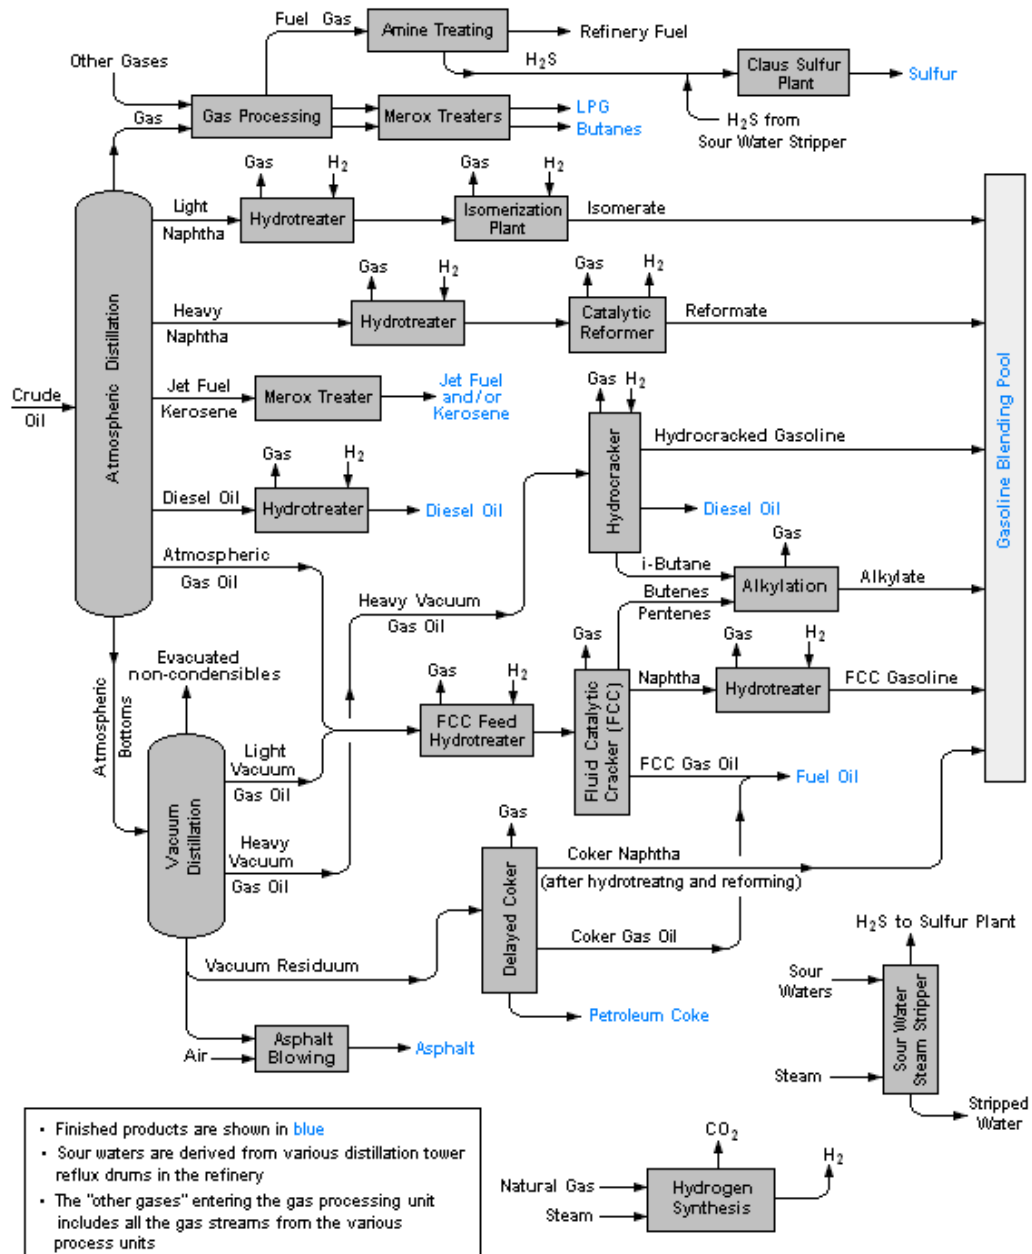 Fuel Gas
Amine Treating
Refinery Fuel
Other Gases
H2S
Claus Sulfur
Plant
Sulfur
Gas
Gas Processing
Merox Treaters
LPG
Butanes
H2S from
Sour Water Stripper
Gas
H2
Gas
H2
Light
Naphtha
Hydrotreater
Isomerization
Plant
Isomerate
Gas
H2
Gas
H2
Heavy
Naphtha
Hydrotreater
Catalytic
Reformer
Reformate
Crude
Oil
Atmospheric Distillation
Jet Fuel
Kerosene
Merox Treater
Jet Fuel
and/or
Kerosene
Gas
H2
Hydrocracker
Hydrocracked Gasoline
Gasoline Blending Pool
Gas
H2
Diesel Oil
Hydrotreater
Diesel Oil
Diesel Oil
Atmospheric
Gas Oil
i-Butane
Gas
Alkylation
Alkylate
Butenes
Pentenes
Heavy Vacuum
Gas Oil
Atmospheric
Bottoms
Evacuated
non-condensibles
Gas
H2
FCC Feed
Hydrotreater
Gas
Fluid Catalytic
Cracker (FCC)
Naphtha
Gas
H2
Hydrotreater
FCC Gasoline
Vacuum
Distillation
Light
Vacuum
Gas Oil
FCC Gas Oil
Fuel Oil
Heavy
Vacuum
Gas Oil
Gas
Delayed Coker
Coker Naphtha
(after hydrotreatng and reforming)
Coker Gas Oil
Vacuum Residuum
Petroleum Coke
Air
Asphalt
Blowing
Asphalt
H2S to Sulfur Plant
Sour
Waters
Sour Water
Steam Stripper
Steam
Stripped
Water
• Finished products are shown in blue
• Sour waters are derived from various distillation tower
reflux drums in the refinery
• The "other gases" entering the gas processing unit
includes all the gas streams from the various
process units
CO2
H2
Natural Gas
Steam
Hydrogen
Synthesis